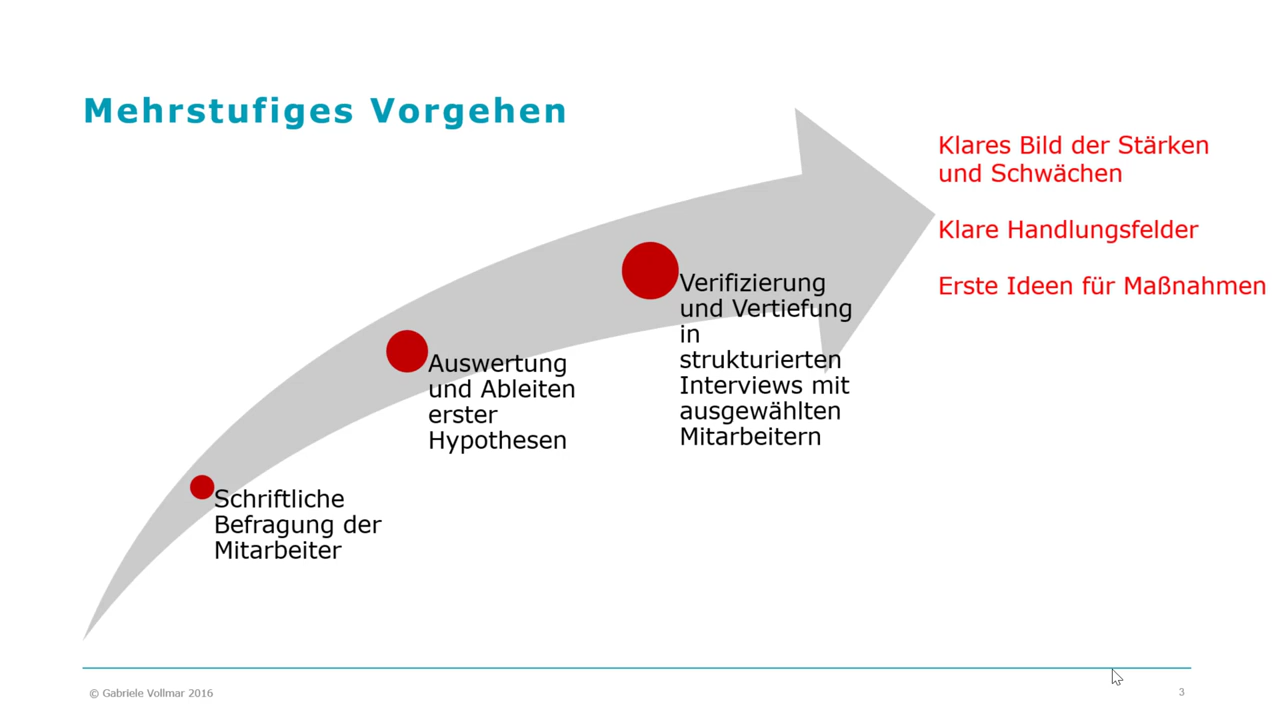 Mehrstufiges Vorgehen
Klares Bild der Stärken
und Schwächen
Klare Handlungsfelder
Erste Ideen für Maßnahmen
Verifizierung
und Vertiefung
in
strukturierten
Interviews mit
ausgewählten
Mitarbeitern
Auswertung
und Ableiten
erster
Hypothesen
Schriftliche
Befragung der
Mitarbeiter
© Gabriele Vollmar 2016
3